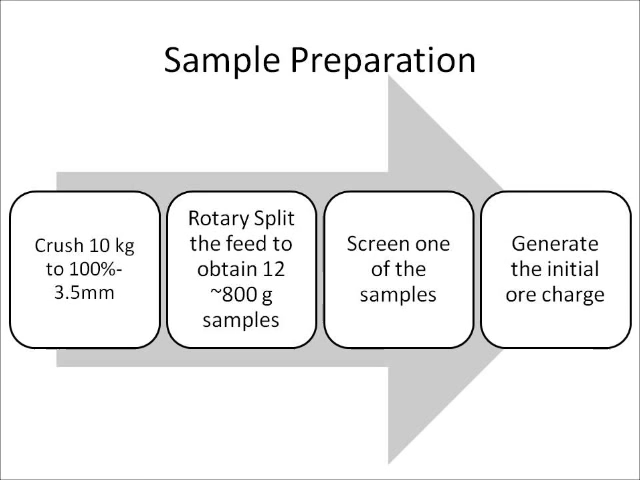 Sample Preparation
Crush 10 kg
to 100%-
3.5mm
Rotary Split
the feed to
obtain 12
~800 g
samples
Screen one
of the
samples
Generate
the initial
ore charge